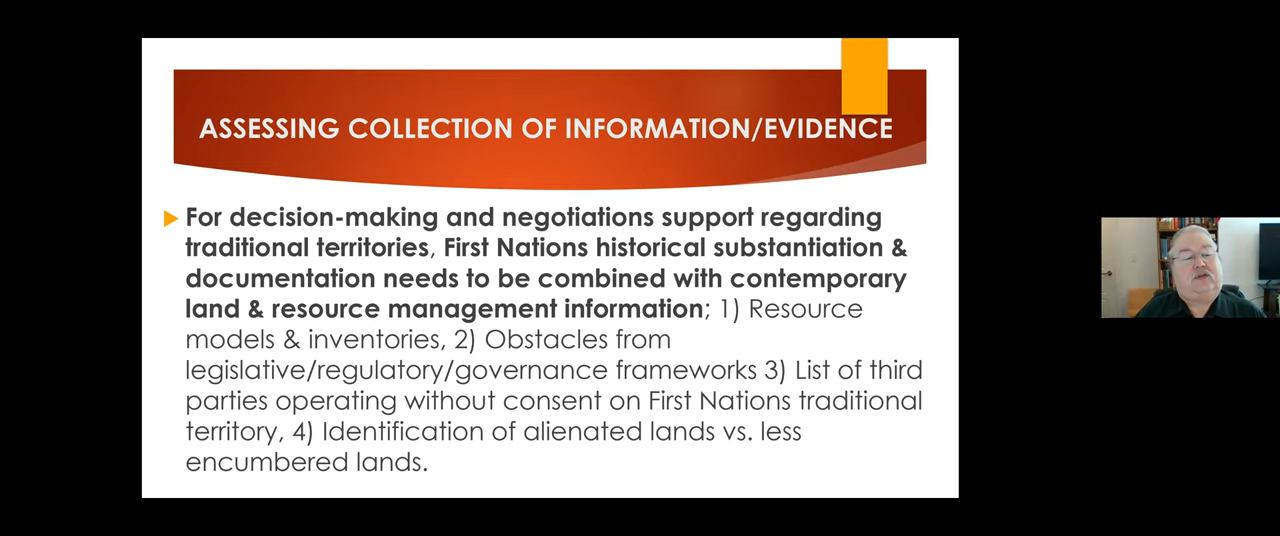 ASSESSING COLLECTION OF INFORMATION/EVIDENCE
For decision-making and negotiations support regarding
traditional territories, First Nations historical substantiation &
documentation needs to be combined with contemporary
land & resource management information; 1) Resource
models & inventories, 2) Obstacles from
legislative/regulatory/governance frameworks 3) List of third
parties operating without consent on First Nations traditional
territory, 4) Identification of alienated lands vs. less
encumbered lands.